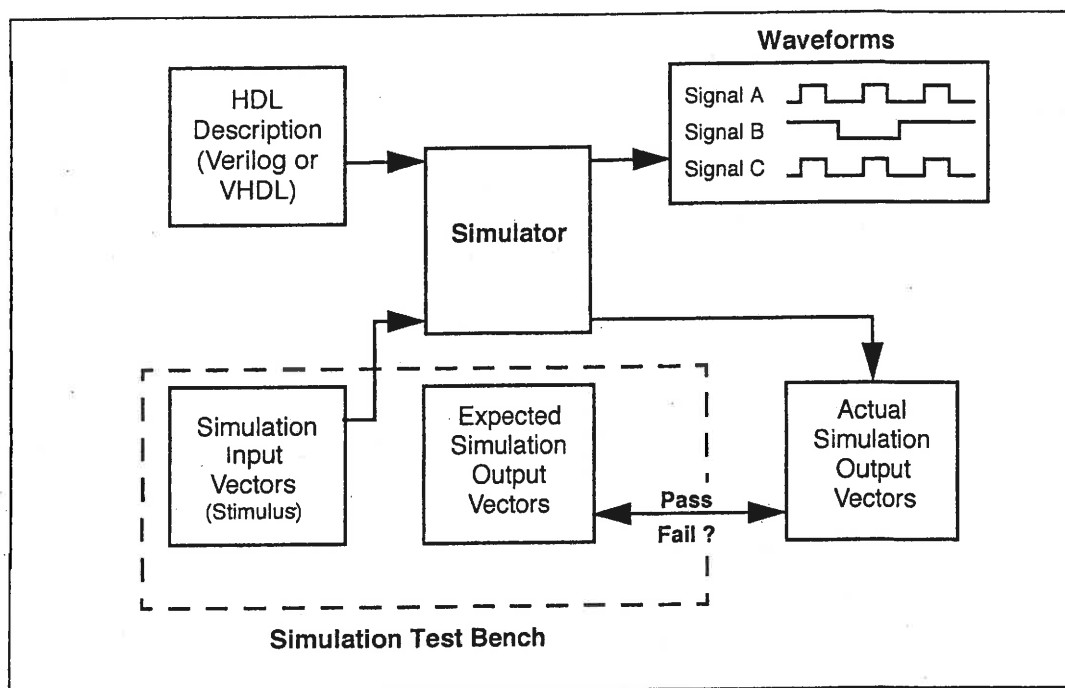 Waveforms
HDL
Description
(Verilog or
VHDL)
Signal A
Signal B
Signal C
Simulator
Simulation
Input
Vectors
(Stimulus)
Expected
Simulation
Output
Vectors
Pass
Fail ?
Actual
Simulation
Output
Vectors
Simulation Test Bench